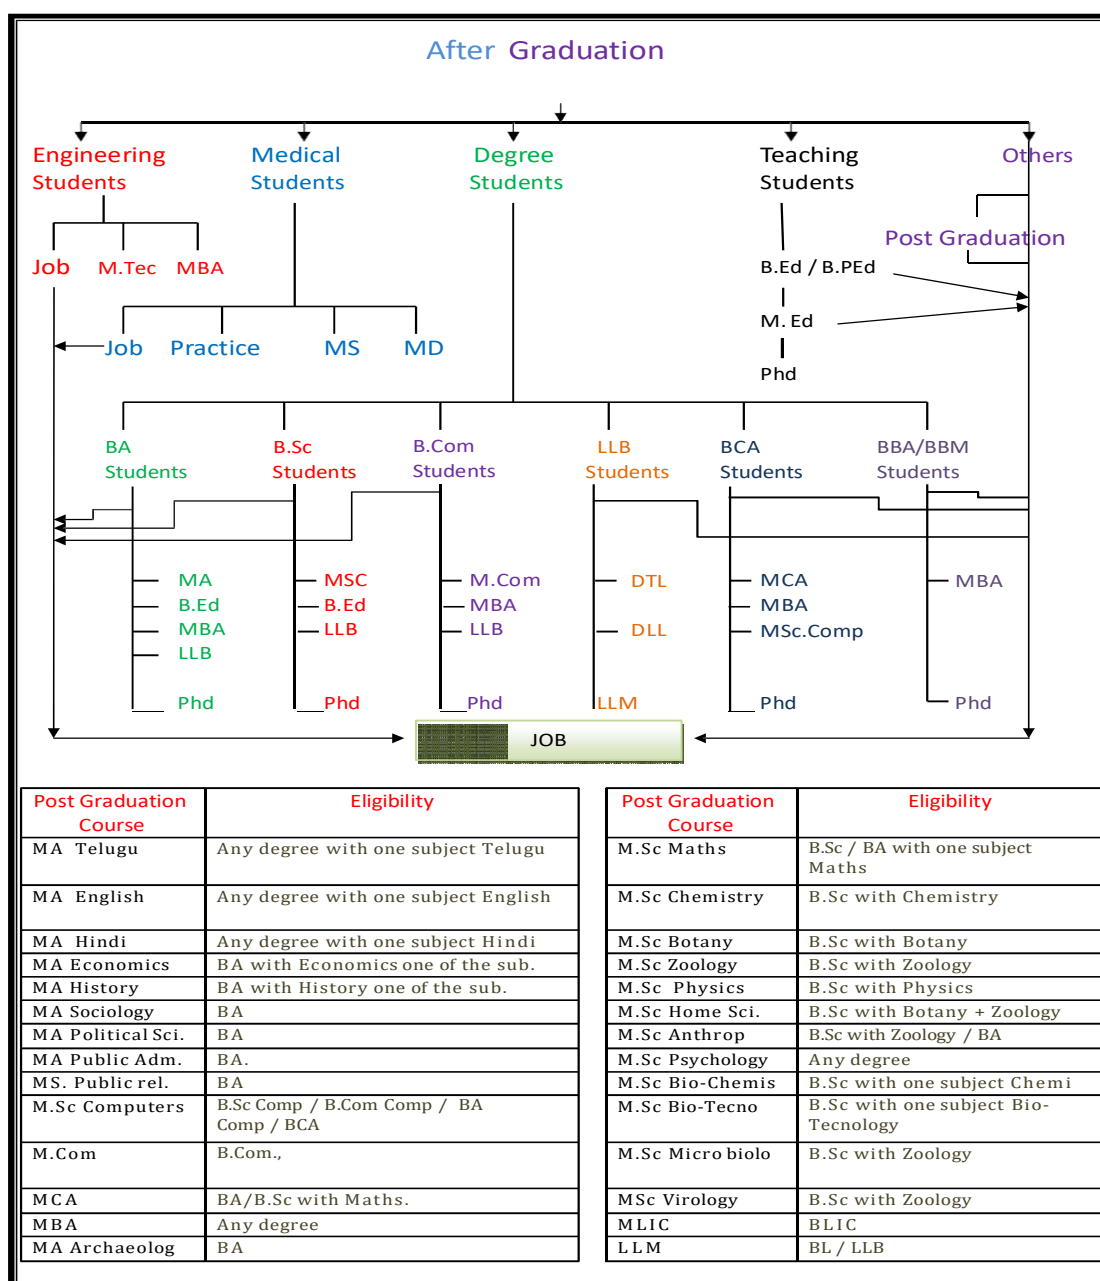 After Graduation
Engineering Students
Medical Students
Degree Students
Teaching Students
Others
Post Graduation
Job M.Tec MBA
B.Ed / B.PEd
M. Ed
Phd
Job Practice MS MD
BA Students
B.Sc Students
B.Com Students
LLB Students
BCA Students
BBA/BBM Students
MA
B.Ed
MBA
LLB
Phd
MSC
B.Ed
LLB
Phd
M.Com
MBA
LLB
Phd
DTL
DLL
LLM
MCA
MBA
MSc.Comp
Phd
MBA
Phd
JOB
Post Graduation Course Eligibility
MA Telugu Any degree with one subject Telugu
MA English Any degree with one subject English
MA Hindi Any degree with one subject Hindi
MA Economics BA with Economics one of the sub.
MA History BA with History one of the sub.
MA Sociology BA
MA Political Sci. BA
MA Public Adm. BA.
MS. Public rel. BA
M.Sc Computers B.Sc Comp / B.Com Comp / BA Comp / BCA
M.Com B.Com.,
MCA BA/B.Sc with Maths.
MBA Any degree
MA Archaeolog BA
Post Graduation Course Eligibility
M.Sc Maths B.Sc / BA with one subject Maths
M.Sc Chemistry B.Sc with Chemistry
M.Sc Botany B.Sc with Botany
M.Sc Zoology B.Sc with Zoology
M.Sc Physics B.Sc with Physics
M.Sc Home Sci. B.Sc with Botany + Zoology
M.Sc Anthrop B.Sc with Zoology / BA
M.Sc Psychology Any degree
M.Sc Bio-Chemis B.Sc with one subject Chemi
M.Sc Bio-Tecno B.Sc with one subject Bio-Tecnology
M.Sc Micro biolo B.Sc with Zoology
MSc Virology B.Sc with Zoology
MLIC BLIC
LLM BL / LLB